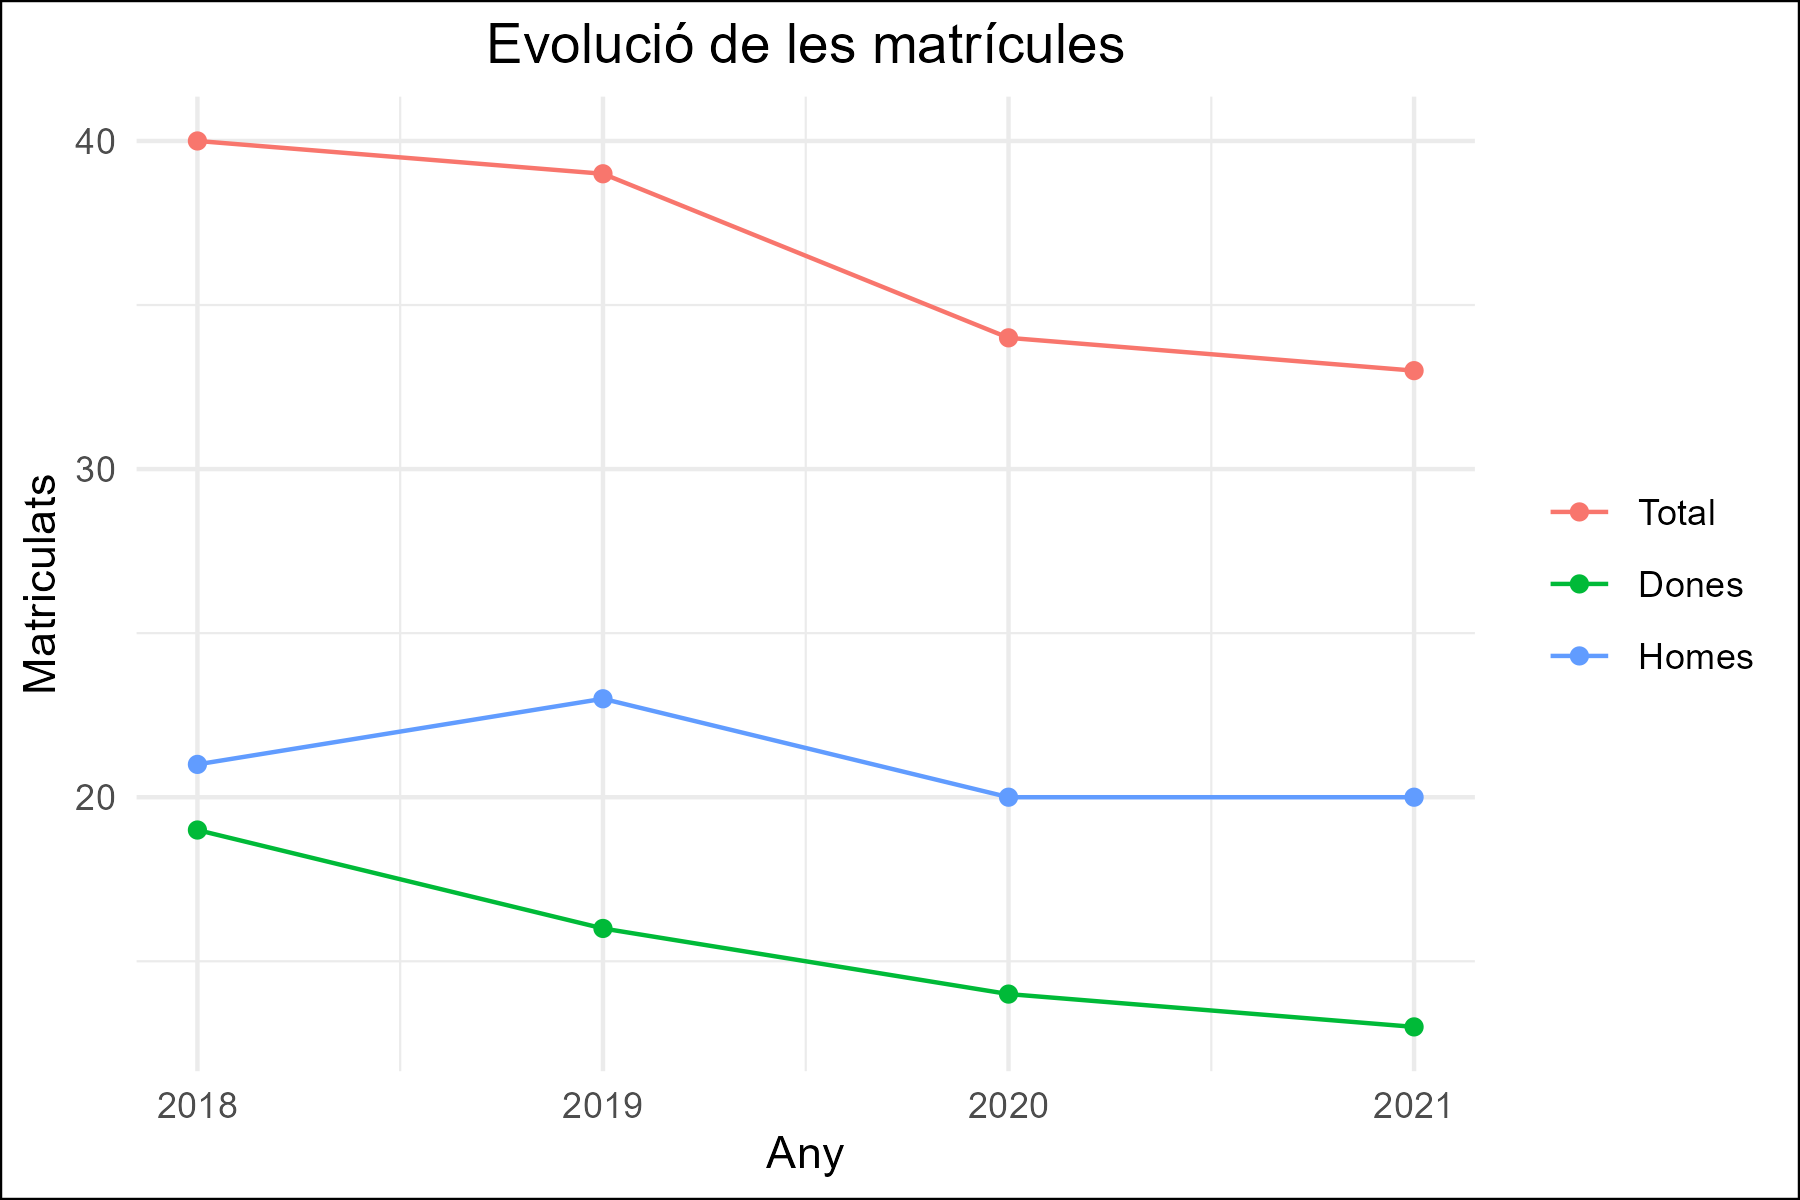 Evolució de les matrícules
40
30
20
Matriculats
2018 2019 2020 2021
Any
Total
Dones
Homes